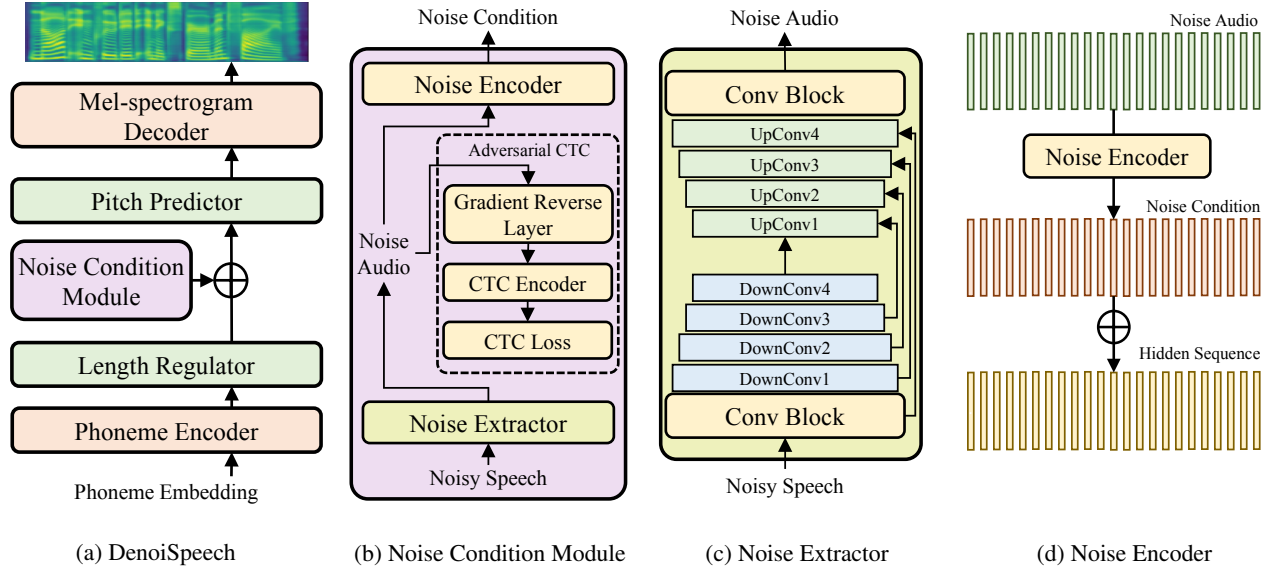 Mel-spectrogram
Decoder
Pitch Predictor
Noise Condition
Module
Length Regulator
Phoneme Encoder
Phoneme Embedding
(a) DenoiSpeech
Noise Condition
Noise Encoder
Adversarial CTC
Gradient Reverse
Layer
Noise
Audio
CTC Encoder
CTC Loss
Noise Extractor
Noisy Speech
(b) Noise Condition Module
Noise Audio
Conv Block
UpConv4
UpConv3
UpConv2
UpConv1
DownConv4
DownConv3
DownConv2
DownConv1
Conv Block
Noisy Speech
(c) Noise Extractor
Noise Audio
Noise Encoder
Noise Condition
Hidden Sequence
(d) Noise Encoder